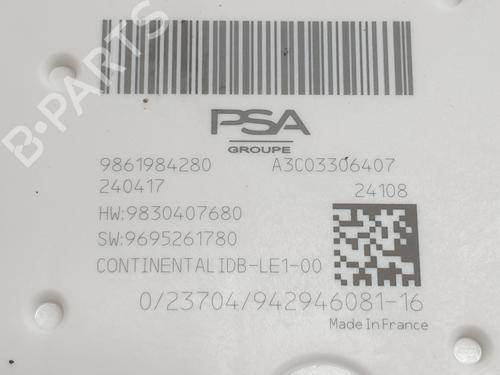 B-PARTS
PSA
GROUPE
9861984280 A3C03306407
240417 24108
HW:9830407680
SW:9695261780
CONTINENTAL IDB-LE1-00
0/23704/942946081-16
Made In France